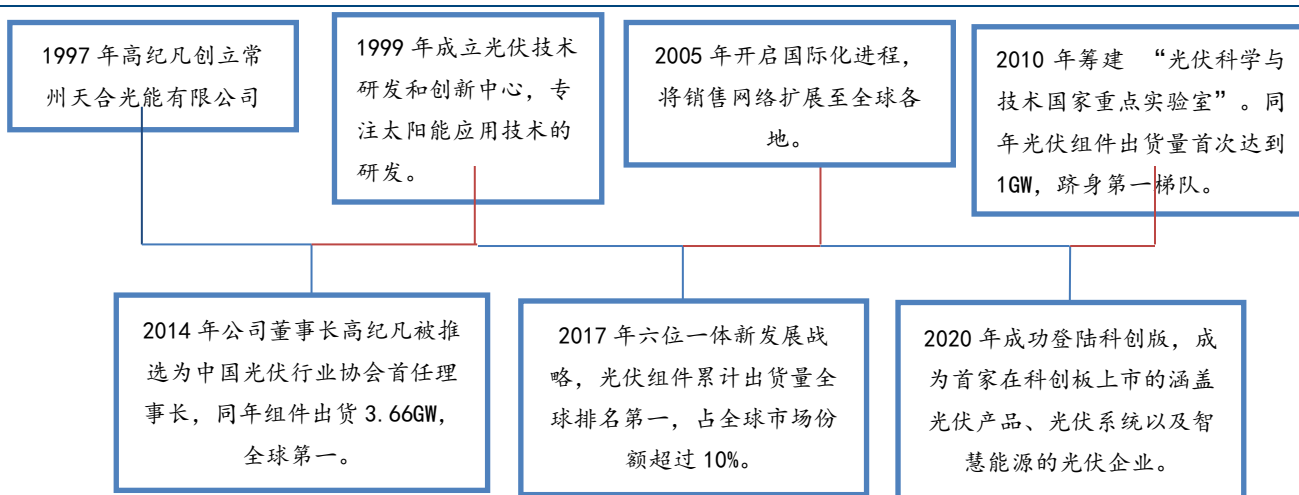 1997 年高纪凡创立常
州天合光能有限公司
1999 年成立光伏技术
研发和创新中心，专
注太阳能应用技术的
研发。
2005 年开启国际化进程，
将销售网络扩展至全球各
地。
2010 年筹建 “光伏科学与
技术国家重点实验室”。同
年光伏组件出货量首次达到
1GW，跻身第一梯队。
2014 年公司董事长高纪凡被推
选为中国光伏行业协会首任理
事长，同年组件出货 3.66GW，
全球第一。
2017 年六位一体新发展战
略，光伏组件累计出货量全
球排名第一，占全球市场份
额超过 10%。
2020 年成功登陆科创版，成
为首家在科创板上市的涵盖
光伏产品、光伏系统以及智
慧能源的光伏企业。